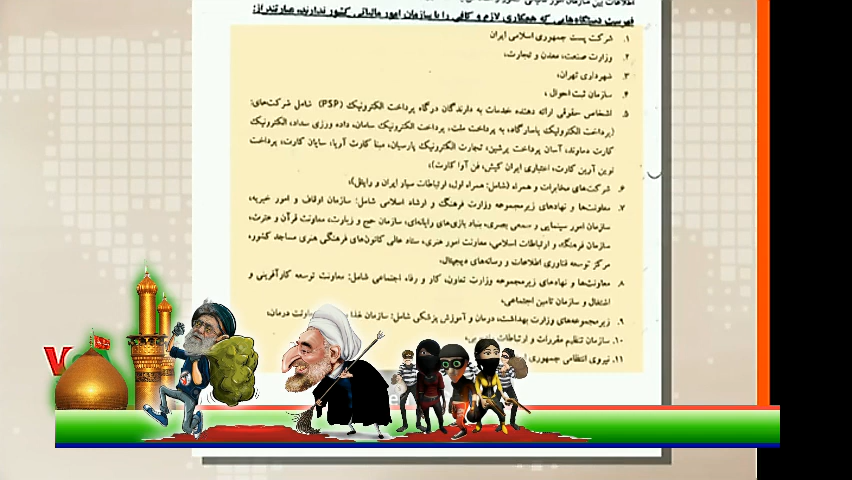 فهرست دستگاه‌هایی که همکاری لازم و کافی را با سازمان امور مالیاتی کشور ندارند، عبارتند از:
۱. شرکت پست جمهوری اسلامی ایران
۲. وزارت صنعت، معدن و تجارت،
۳. شهرداری تهران،
۴. سازمان ثبت احوال ،
۵. اشخاص حقوقی ارائه دهنده خدمات به دارندگان درگاه پرداخت الکترونیک (PSP) شامل شرکت‌های:
(پرداخت الکترونیک پاسارگاد، به پرداخت ملت، پرداخت الکترونیک سامان، داده ورزی سداد، الکترونیک
کارت دماوند، آسان پرداخت پرشین، تجارت الکترونیک پارسیان، مبنا کارت آریا، سایان کارت، پرداخت
نوین آرین کارت، اعتباری ایران کیش، فن آوا کارت)،
۶. شرکت‌های مخابرات و همراه (شامل: همراه اول، ارتباطات سیار ایران و رایتل)،
۷. معاونت‌ها و نهادهای زیرمجموعه وزارت فرهنگ و ارشاد اسلامی شامل: سازمان اوقاف و امور خیریه،
سازمان امور سینمایی و سمعی بصری، بنیاد بازی‌های رایانه‌ای، سازمان حج و زیارت، معاونت قرآن و عترت،
سازمان فرهنگ و ارتباطات اسلامی، معاونت امور هنری، ستاد عالی کانون‌های فرهنگی هنری مساجد کشور،
مرکز توسعه فناوری اطلاعات و رسانه‌های دیجیتال،
۸. معاونت‌ها و نهادهای زیرمجموعه وزارت تعاون، کار و رفاه اجتماعی شامل: معاونت توسعه کارآفرینی و
اشتغال و سازمان تامین اجتماعی،
۹. زیرمجموعه‌های وزارت بهداشت، درمان و آموزش پزشکی شامل: سازمان غذا درمان،
۱۰. سازمان تنظیم مقررات و ارتباطات
۱۱. نیروی انتظامی جمهوری